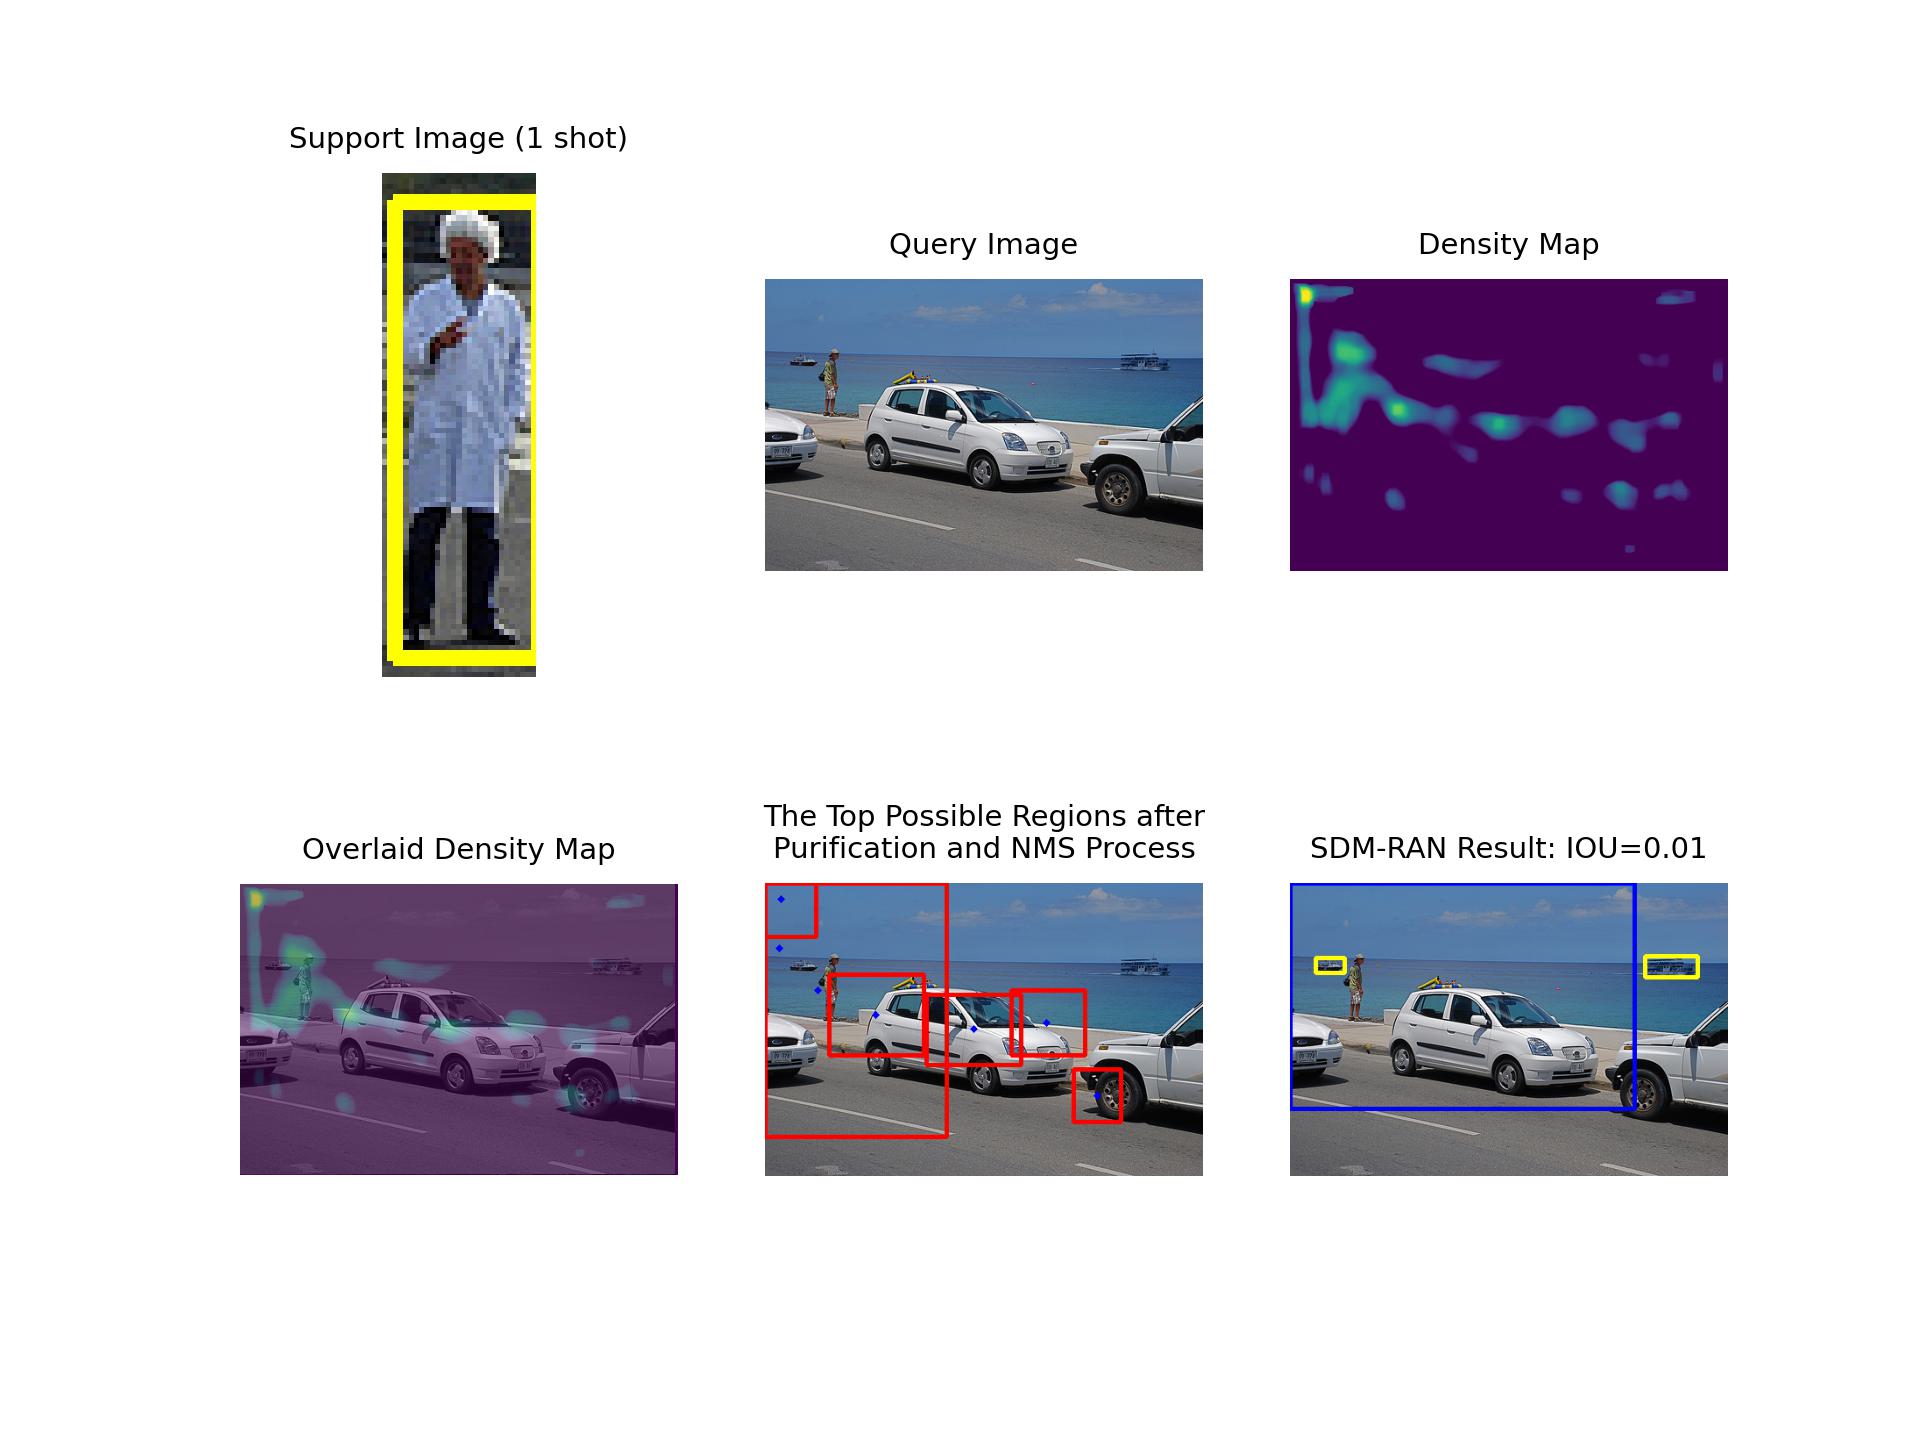 Support Image (1 shot)
Query Image
Density Map
Overlaid Density Map
The Top Possible Regions after
Purification and NMS Process
SDM-RAN Result: IOU=0.01